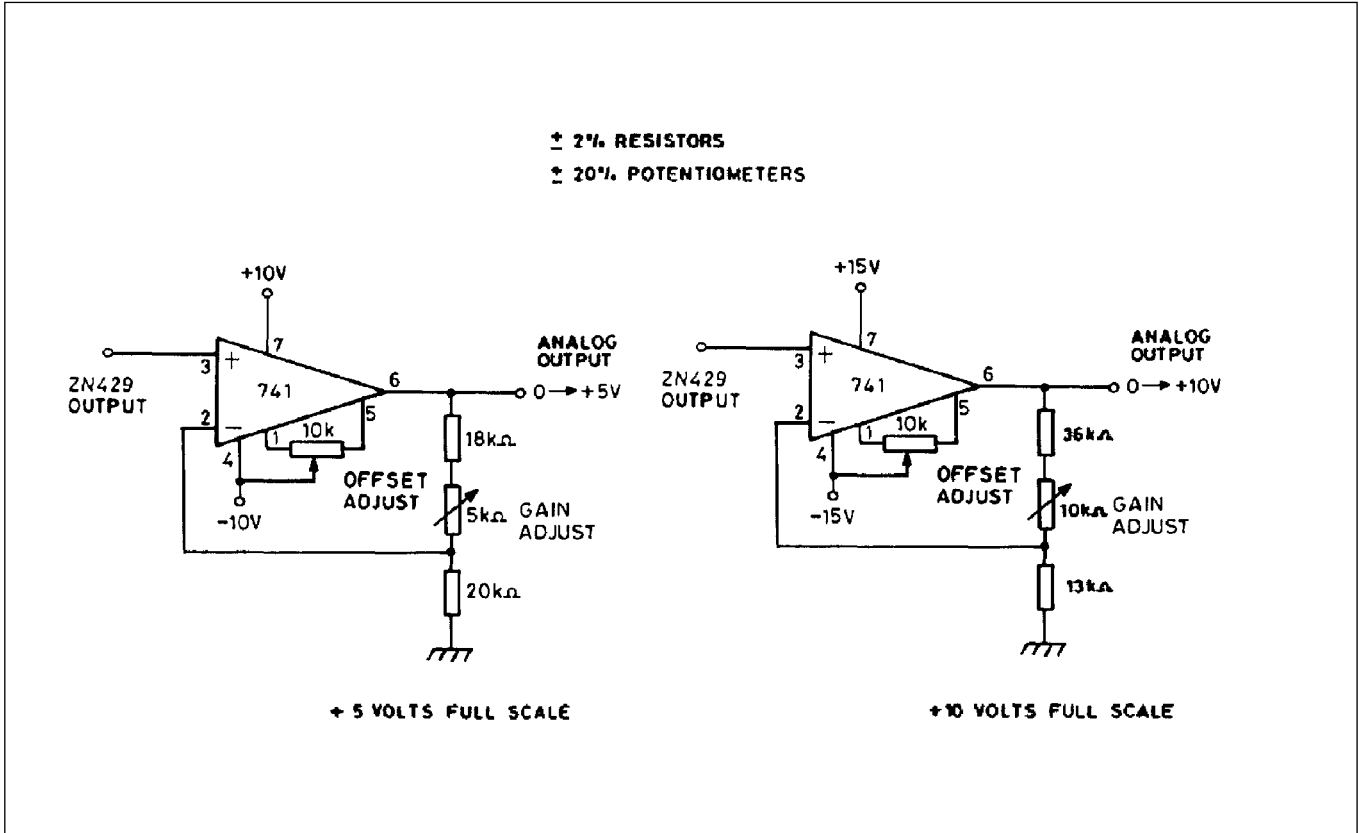 ± 2% RESISTORS
± 20% POTENTIOMETERS
+10V
7
3
+
741
6
ANALOG
OUTPUT
0→+5V
ZN429
OUTPUT
2
−
1
10k
5
4
OFFSET
ADJUST
-10V
18kΩ
5kΩ GAIN
ADJUST
20kΩ
+ 5 VOLTS FULL SCALE
+15V
7
3
+
741
6
ANALOG
OUTPUT
0→+10V
ZN429
OUTPUT
2
−
1
10k
5
4
OFFSET
ADJUST
-15V
36kΩ
10kΩ GAIN
ADJUST
13kΩ
+10 VOLTS FULL SCALE